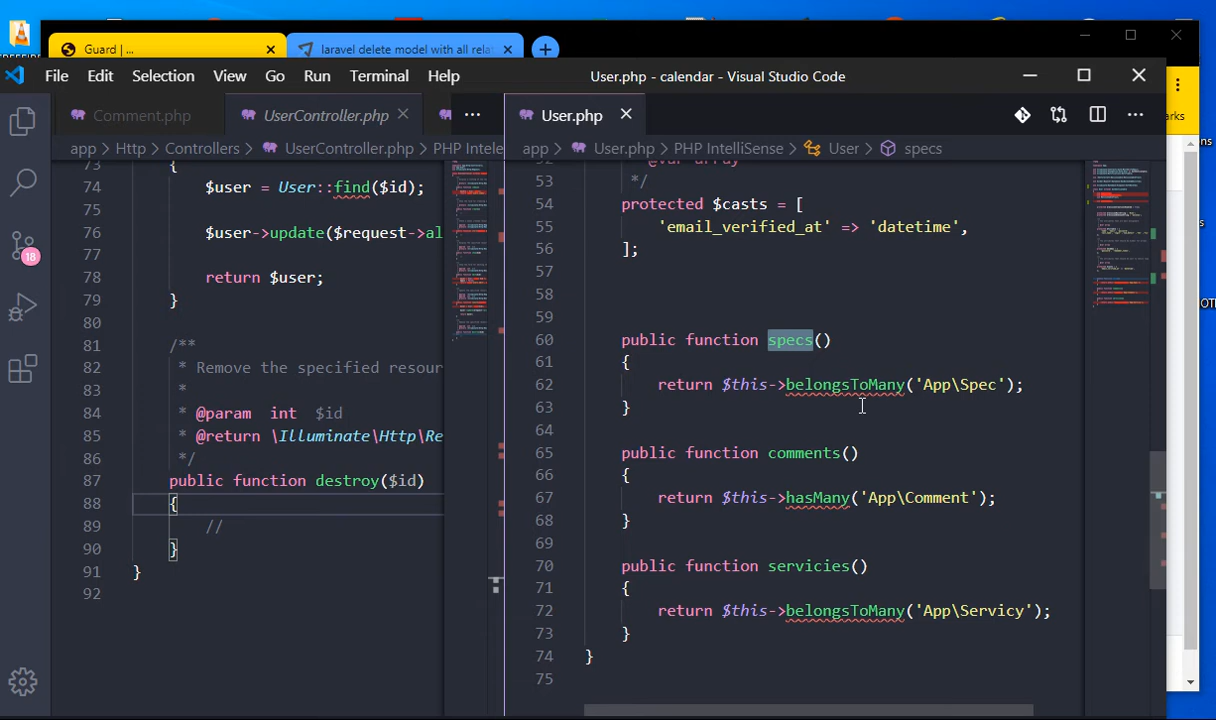 Guard | ...
laravel delete model with all rela
File Edit Selection View Go Run Terminal Help
User.php - calendar - Visual Studio Code
arks
Comment.php
UserController.php
...
User.php
app > Http > Controllers > UserController.php > PHP Intele
app > User.php > PHP IntelliSense > User > specs
18
73 {
74 $user = User::find($id);
75
76 $user->update($request->al
77
78 return $user;
79 }
80
81 /**
82 * Remove the specified resour
83 *
84 * @param int $id
85 * @return \Illuminate\Http\Re
86 */
87 public function destroy($id)
88 {
89 //
90 }
91 }
92
52 * @var array
53 */
54 protected $casts = [
55 'email_verified_at' => 'datetime',
56 ];
57
58
59
60 public function specs()
61 {
62 return $this->belongsToMany('App\Spec');
63 }
64
65 public function comments()
66 {
67 return $this->hasMany('App\Comment');
68 }
69
70 public function servicies()
71 {
72 return $this->belongsToMany('App\Servicy');
73 }
74 }
75